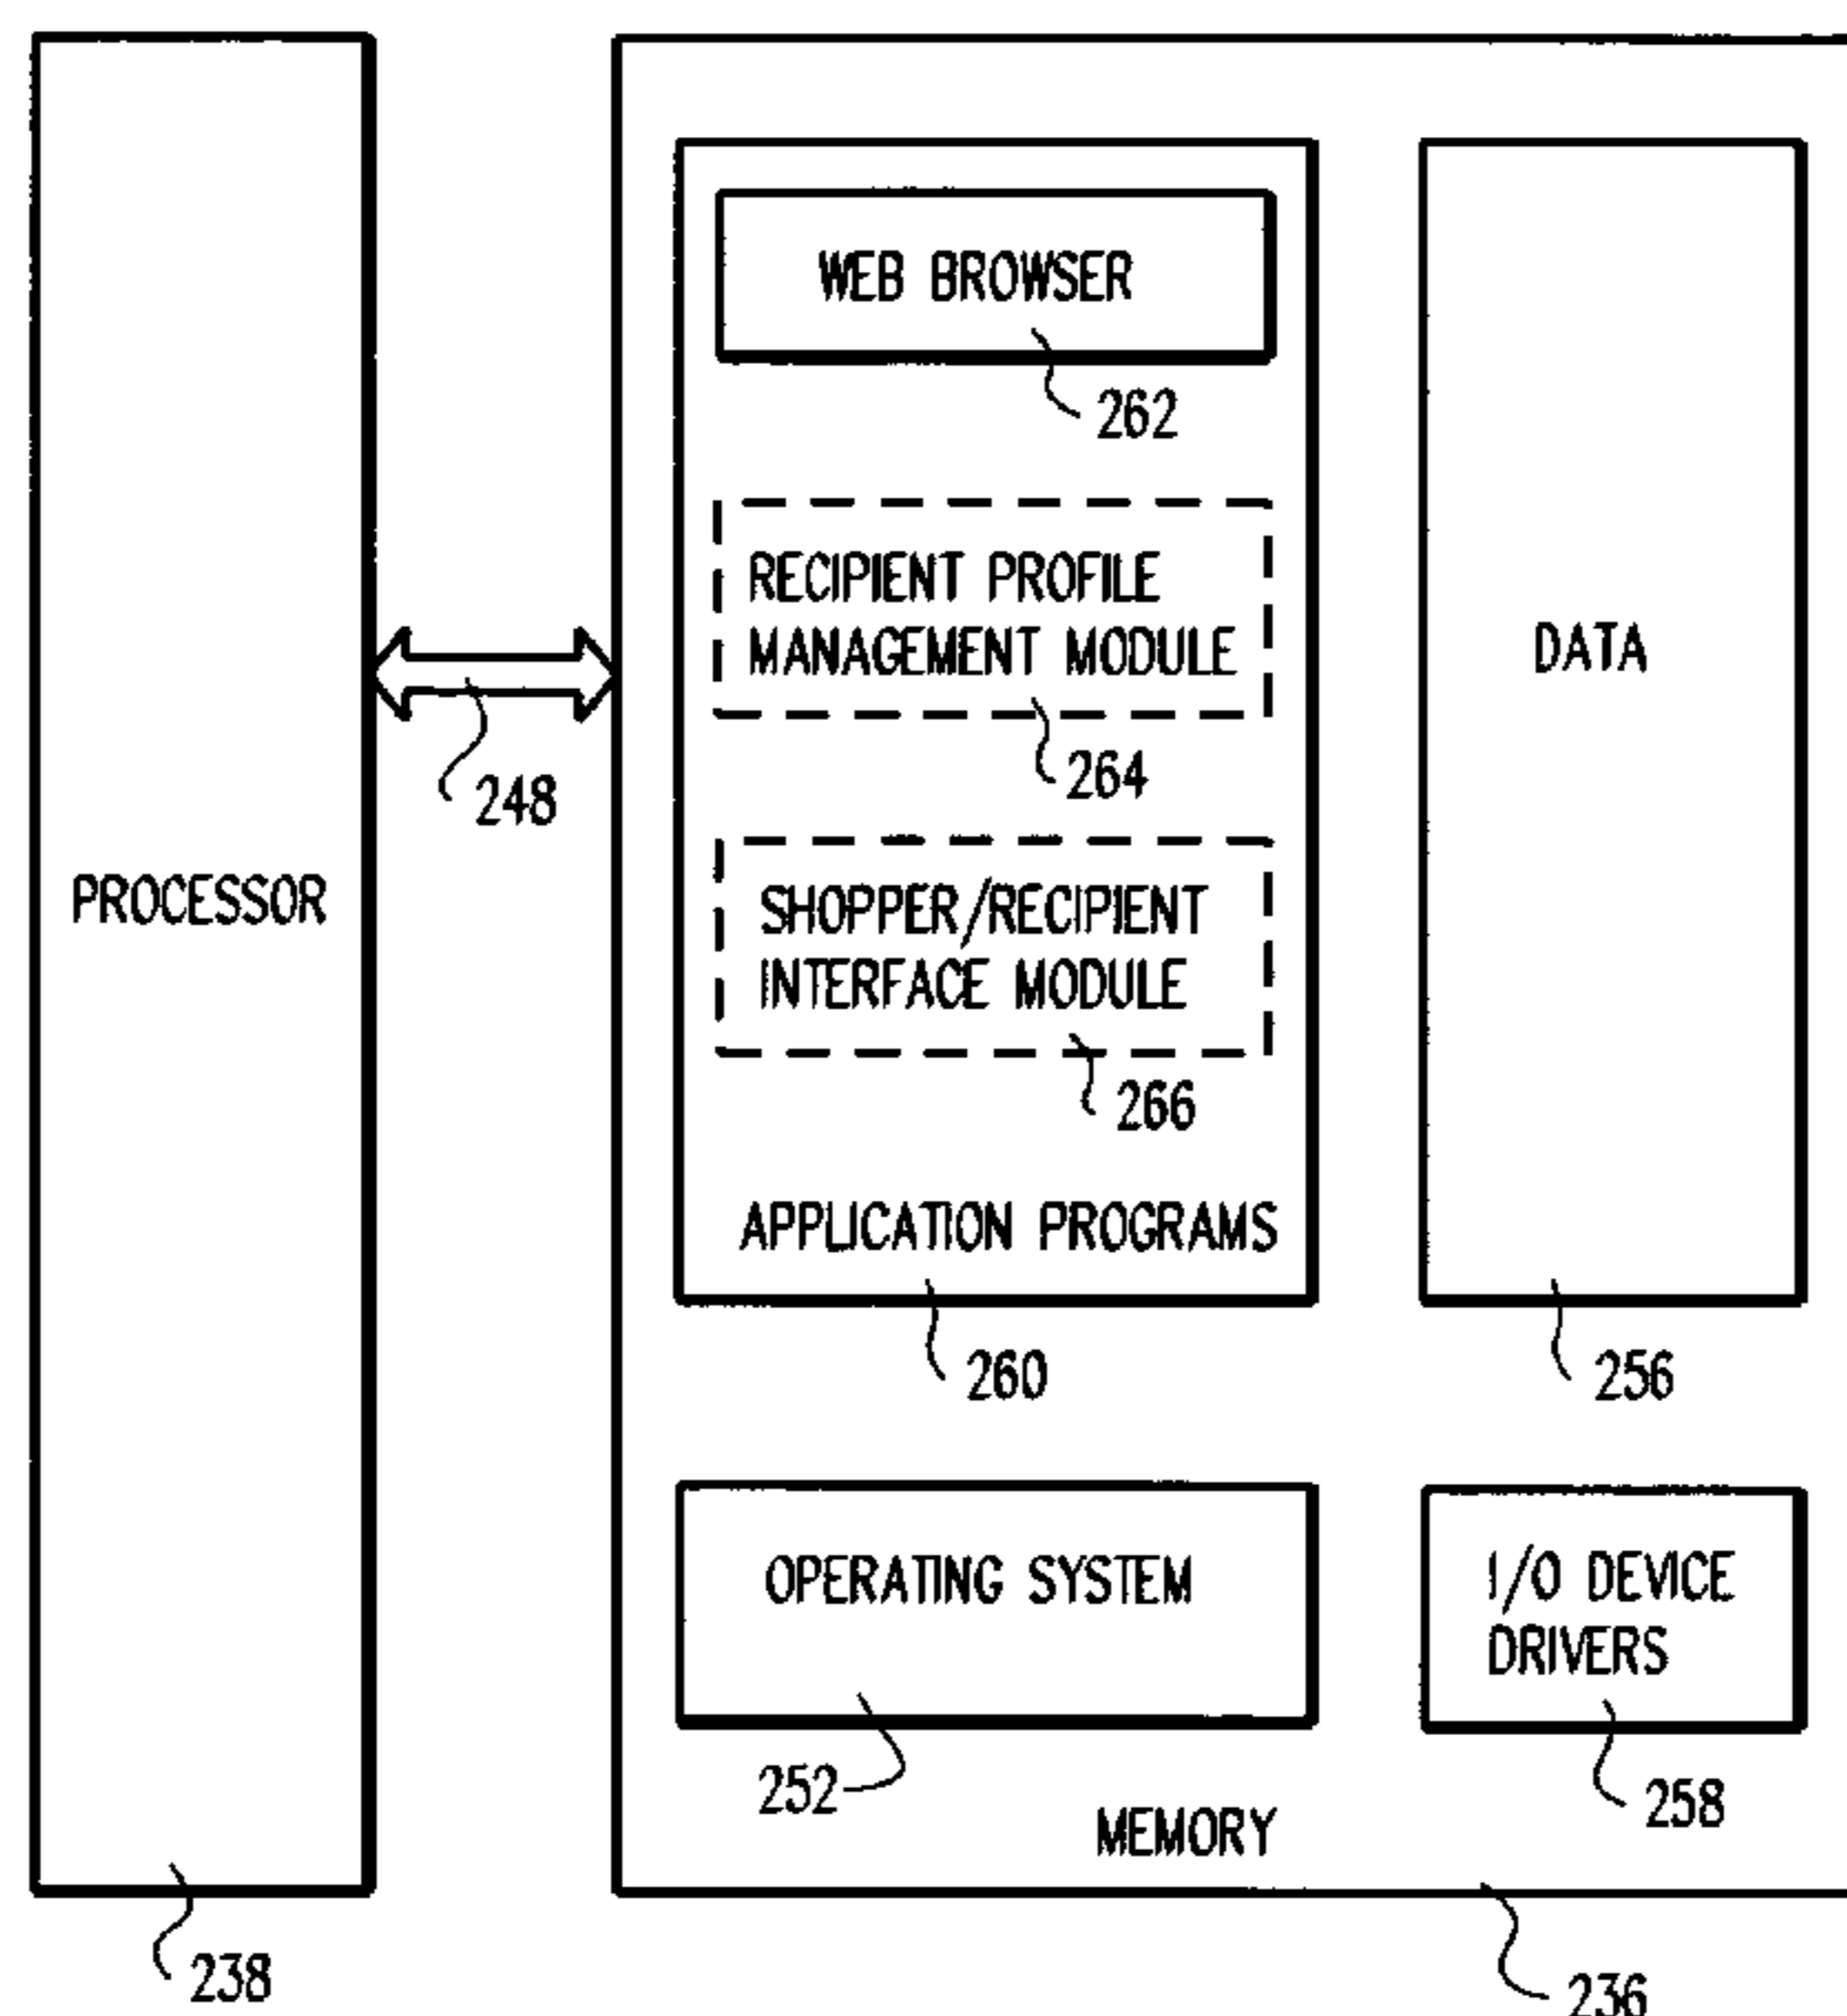 WEB BROWSER
262
RECIPIENT PROFILE
MANAGEMENT MODULE
264
DATA
248
PROCESSOR
SHOPPER/RECIPIENT
INTERFACE MODULE
266
APPLICATION PROGRAMS
260
256
OPERATING SYSTEM
I/O DEVICE
DRIVERS
252
258
MEMORY
238
236